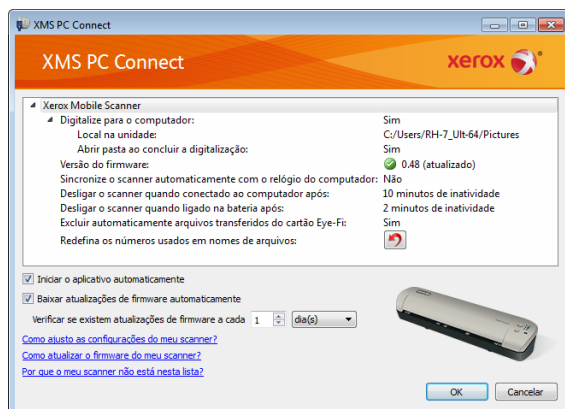 XMS PC Connect
XMS PC Connect
xerox
Xerox Mobile Scanner
Digitalize para o computador: Sim
Local na unidade: C:/Users/RH-7_Ult-64/Pictures
Abrir pasta ao concluir a digitalização: Sim
Versão do firmware: 0.48 (atualizado)
Sincronize o scanner automaticamente com o relógio do computador: Não
Desligar o scanner quando conectado ao computador após: 10 minutos de inatividade
Desligar o scanner quando ligado na bateria após: 2 minutos de inatividade
Excluir automaticamente arquivos transferidos do cartão Eye-Fi: Sim
Redefina os números usados em nomes de arquivos:
Iniciar o aplicativo automaticamente
Baixar atualizações de firmware automaticamente
Verificar se existem atualizações de firmware a cada 1 dia(s)
Como ajusto as configurações do meu scanner?
Como atualizar o firmware do meu scanner?
Por que o meu scanner não está nesta lista?
OK Cancelar